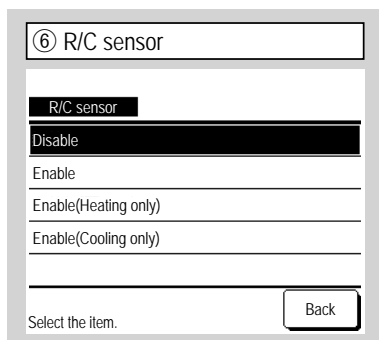 ⑥ R/C sensor
R/C sensor
Disable
Enable
Enable(Heating only)
Enable(Cooling only)
Select the item.
Back